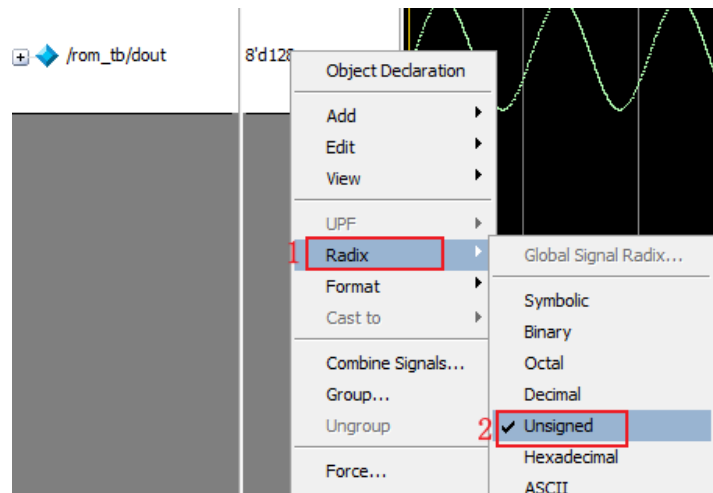 /rom_tb/dout
8'd128
Object Declaration
Add
Edit
View
UPF
1 Radix
Format
Cast to
Combine Signals...
Group...
Ungroup
Force...
Global Signal Radix...
Symbolic
Binary
Octal
Decimal
2 Unsigned
Hexadecimal
ASCII